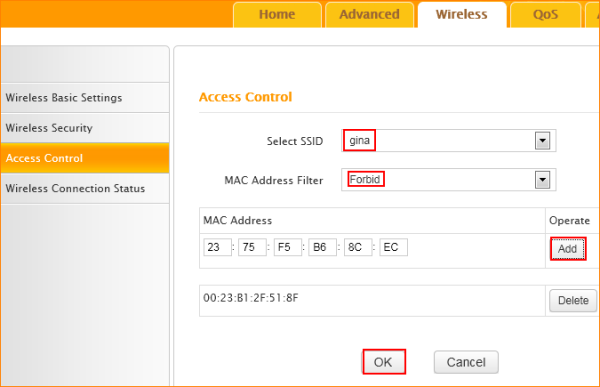 Home Advanced Wireless QoS
Wireless Basic Settings
Wireless Security
Access Control
Wireless Connection Status
Access Control
Select SSID gina
MAC Address Filter Forbid
MAC Address Operate
23 : 75 : F5 : B6 : 8C : EC Add
00:23:B1:2F:51:8F Delete
OK Cancel